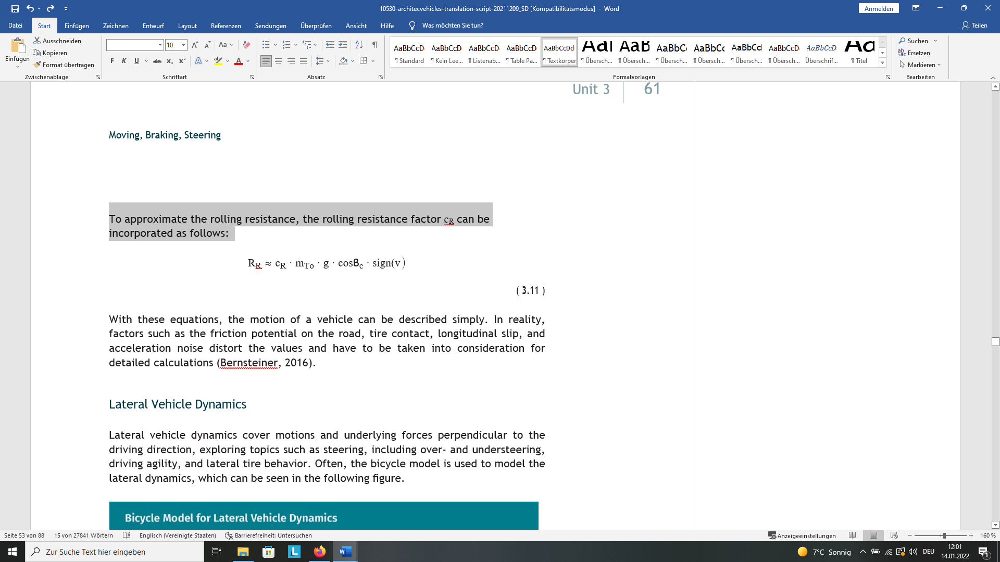 10530-architecvehicles-translation-script-20211209_SD [Kompatibilitätsmodus] - Word
Anmelden
Datei Start Einfügen Zeichnen Entwurf Layout Referenzen Sendungen Überprüfen Ansicht Hilfe Was möchten Sie tun? Teilen
Einfügen
Ausschneiden
Kopieren
Format übertragen
Zwischenablage
10
Aa
F K U abc x₂ x² A A
Schriftart
Absatz
AaBbCcD AaBbCcD AaBbCcD AaBbCcD AaBbCcDd AaI AaB AaBbC AaBbCc AaBbCcI AaBbCcD AaBbCcD Aa
¶ Standard ¶ Kein Lee... ¶ Listenab... ¶ Table Pa... ¶ Textkörper ¶ Übersch... ¶ Übersch... ¶ Übersch... ¶ Übersch... ¶ Übersch... ¶ Übersch... Überschrif... ¶ Titel
Formatvorlagen
Suchen
Ersetzen
Markieren
Bearbeiten
Unit 3 61
Moving, Braking, Steering
To approximate the rolling resistance, the rolling resistance factor c_R can be
incorporated as follows:
R_R ≈ c_R · m_To · g · cosβ_c · sign(v)
( 3.11 )
With these equations, the motion of a vehicle can be described simply. In reality,
factors such as the friction potential on the road, tire contact, longitudinal slip, and
acceleration noise distort the values and have to be taken into consideration for
detailed calculations (Bernsteiner, 2016).
Lateral Vehicle Dynamics
Lateral vehicle dynamics cover motions and underlying forces perpendicular to the
driving direction, exploring topics such as steering, including over- and understeering,
driving agility, and lateral tire behavior. Often, the bicycle model is used to model the
lateral dynamics, which can be seen in the following figure.
Bicycle Model for Lateral Vehicle Dynamics
Seite 53 von 88 15 von 27841 Wörtern Englisch (Vereinigte Staaten) Barrierefreiheit: Untersuchen Anzeigeeinstellungen 160 %
Zur Suche Text hier eingeben
7°C Sonnig
DEU
12:01
14.01.2022
1